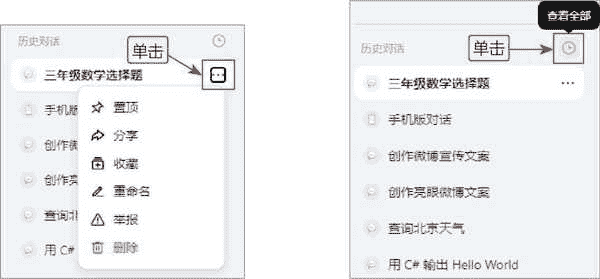 历史对话
单击
三年级数学选择题
置顶
手机版
分享
创作微
收藏
创作亮
重命名
查询北
举报
用 C#
删除
查看全部
历史对话
单击
三年级数学选择题
手机版对话
创作微博宣传文案
创作亮眼微博文案
查询北京天气
用 C# 输出 Hello World